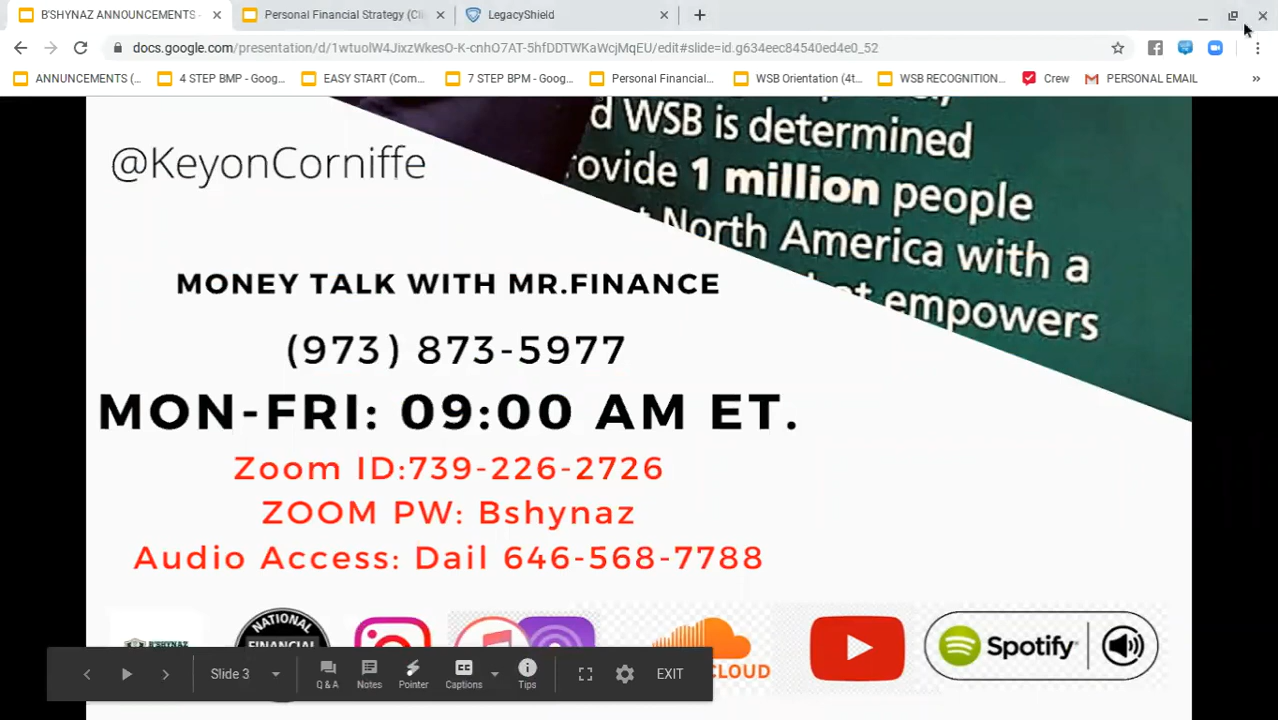 B'SHYNAZ ANNOUNCEMENTS -
Personal Financial Strategy (Cli
LegacyShield
docs.google.com/presentation/d/1wtuolW4JixzWkesO-K-cnhO7AT-5hfDDTWKaWcjMqEU/edit#slide=id.g634eec84540ed4e0_52
ANNUNCEMENTS (...
4 STEP BMP - Goog...
EASY START (Com...
7 STEP BPM - Goog...
Personal Financial...
WSB Orientation (4t...
WSB RECOGNITION...
Crew
PERSONAL EMAIL
@KeyonCorniffe
d WSB is determined
rovide 1 million people
North America with a
empowers
MONEY TALK WITH MR.FINANCE
(973) 873-5977
MON-FRI: 09:00 AM ET.
Zoom ID:739-226-2726
ZOOM PW: Bshynaz
Audio Access: Dail 646-568-7788
B'SHYNAZ
NATIONAL
FINANCIAL
CLOUD
Spotify
Slide 3
Q & A
Notes
Pointer
CC
Captions
Tips
EXIT